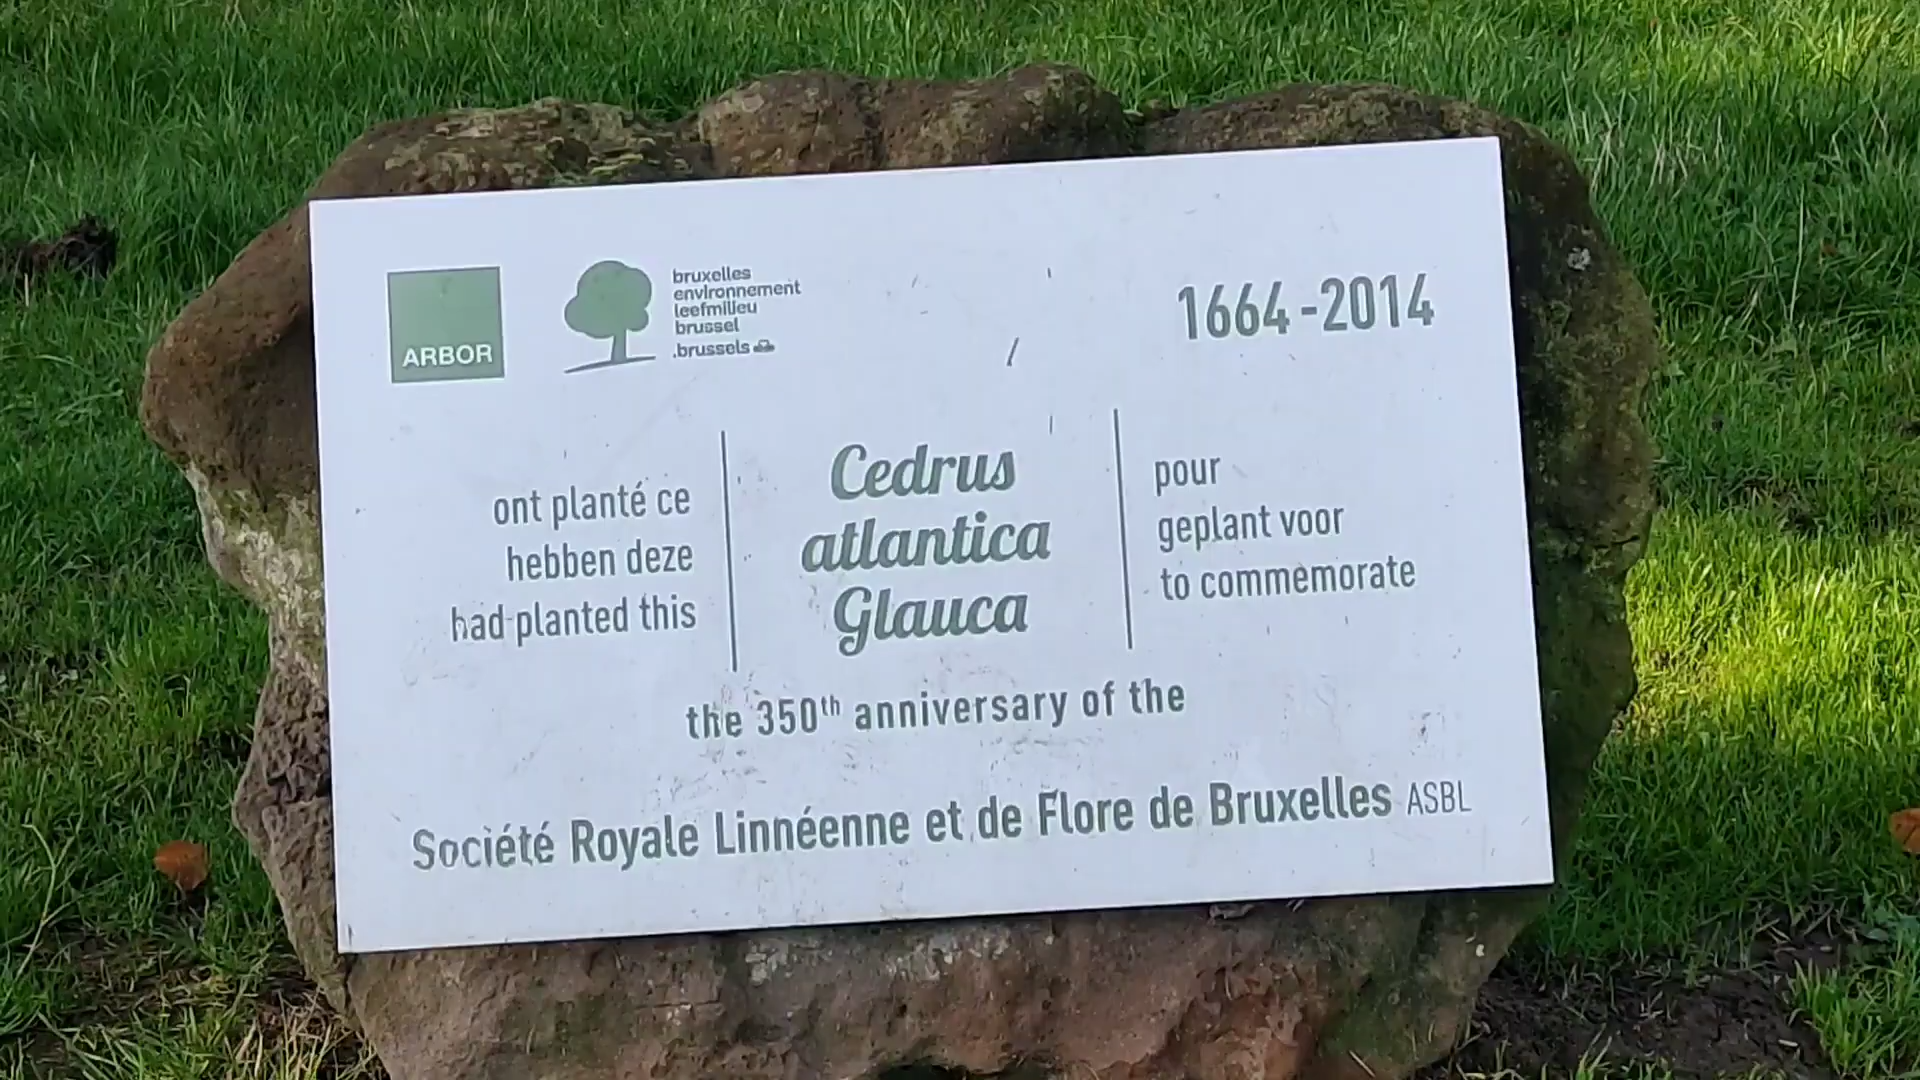 ARBOR
bruxelles
environnement
leefmilieu
brussel
.brussels
1664-2014
ont planté ce
hebben deze
had planted this
Cedrus
atlantica
Glauca
pour
geplant voor
to commemorate
the 350th anniversary of the
Société Royale Linnéenne et de Flore de Bruxelles ASBL